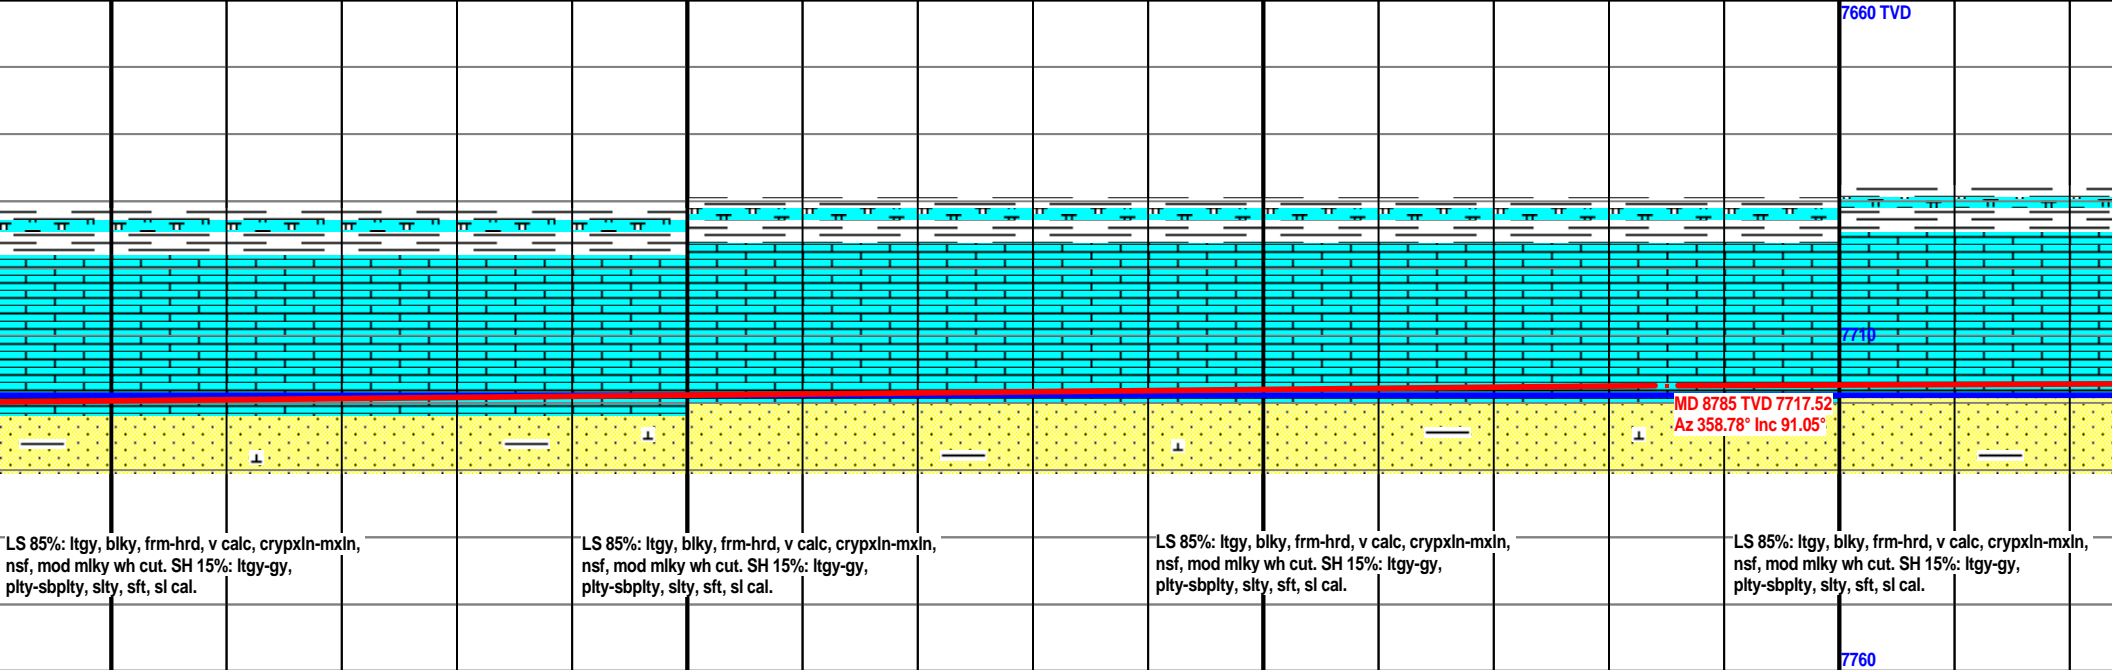 7660 TVD
7710
MD 8785 TVD 7717.52
Az 358.78° Inc 91.05°
LS 85%: ltgy, blky, frm-hrd, v calc, crypxln-mxln,
nsf, mod mlky wh cut. SH 15%: ltgy-gy,
plty-sbplty, slty, sft, sl cal.
LS 85%: ltgy, blky, frm-hrd, v calc, crypxln-mxln,
nsf, mod mlky wh cut. SH 15%: ltgy-gy,
plty-sbplty, slty, sft, sl cal.
LS 85%: ltgy, blky, frm-hrd, v calc, crypxln-mxln,
nsf, mod mlky wh cut. SH 15%: ltgy-gy,
plty-sbplty, slty, sft, sl cal.
LS 85%: ltgy, blky, frm-hrd, v calc, crypxln-mxln,
nsf, mod mlky wh cut. SH 15%: ltgy-gy,
plty-sbplty, slty, sft, sl cal.
7760